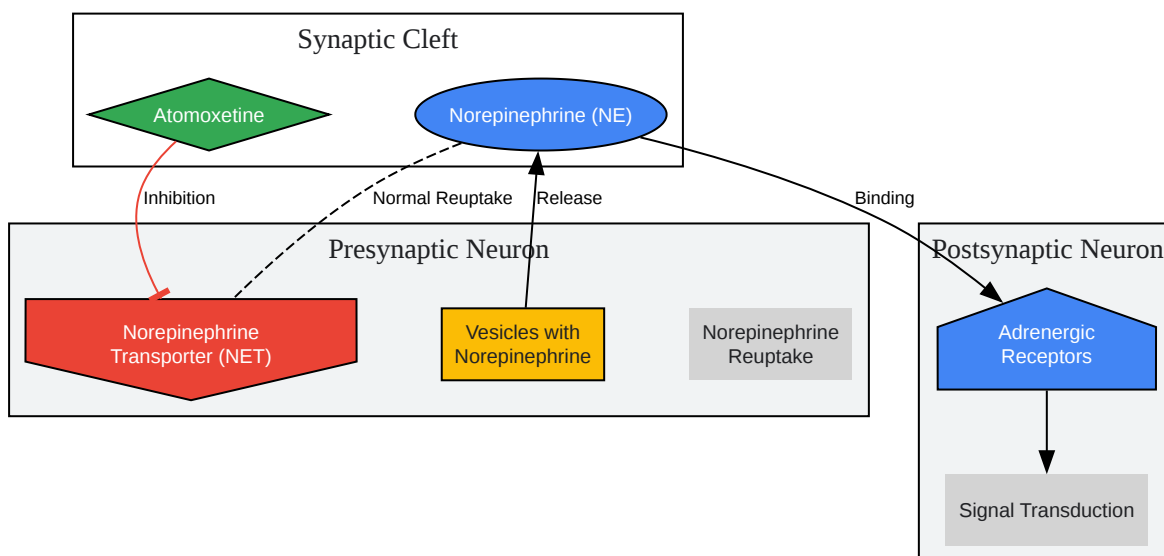 Synaptic Cleft
Atomoxetine
Norepinephrine (NE)
Inhibition
Normal Reuptake
Release
Binding
Presynaptic Neuron
Postsynaptic Neuron
Norepinephrine
Transporter (NET)
Vesicles with
Norepinephrine
Norepinephrine
Reuptake
Adrenergic
Receptors
Signal Transduction